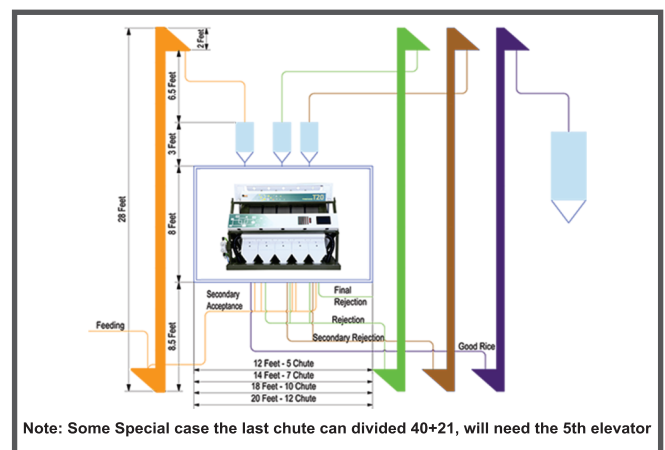 2 Feet
6.5 Feet
3 Feet
28 Feet
8 Feet
8.5 Feet
T20
Feeding
Secondary
Acceptance
Final
Rejection
Rejection
Secondary Rejection
Good Rice
12 Feet - 5 Chute
14 Feet - 7 Chute
18 Feet - 10 Chute
20 Feet - 12 Chute
Note: Some Special case the last chute can divided 40+21, will need the 5th elevator